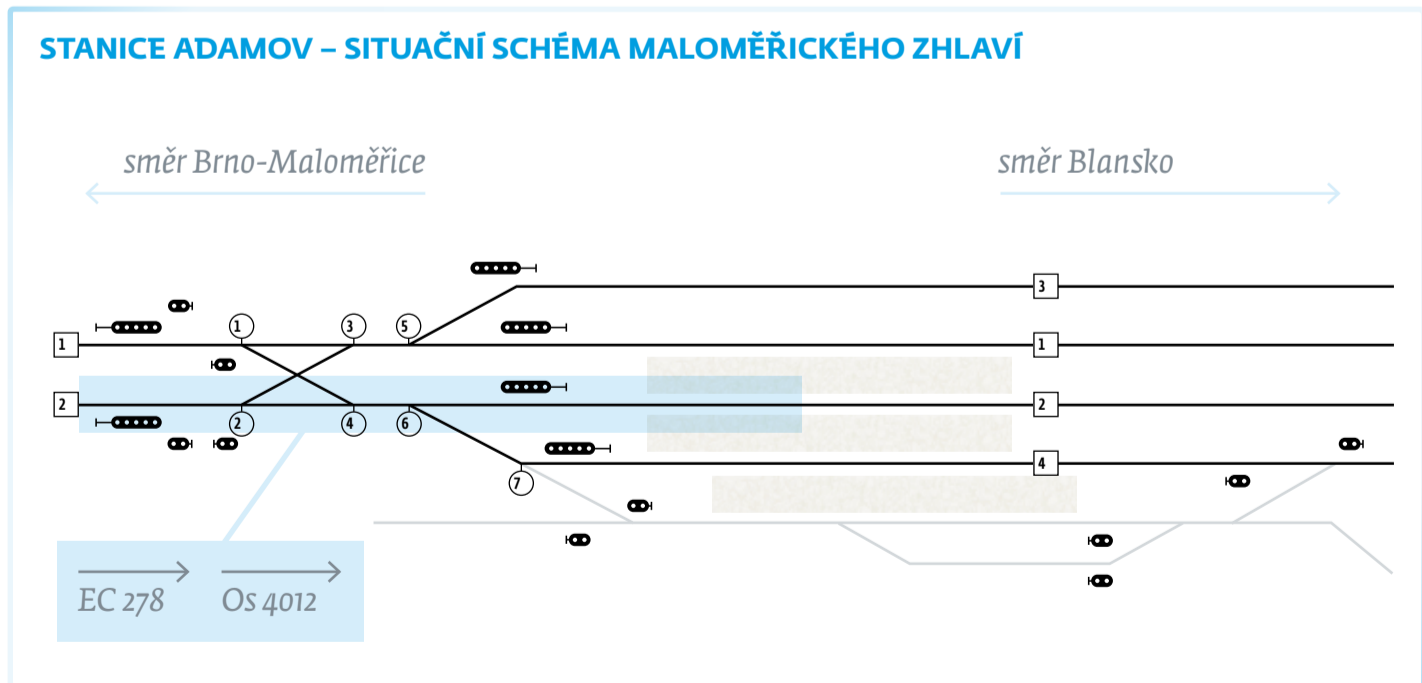 STANICE ADAMOV – SITUAČNÍ SCHÉMA MALOMĚŘICKÉHO ZHLAVÍ
směr Brno-Maloměřice
směr Blansko
3
1
3
5
1
1
2
2
2
4
6
4
7
EC 278
Os 4012